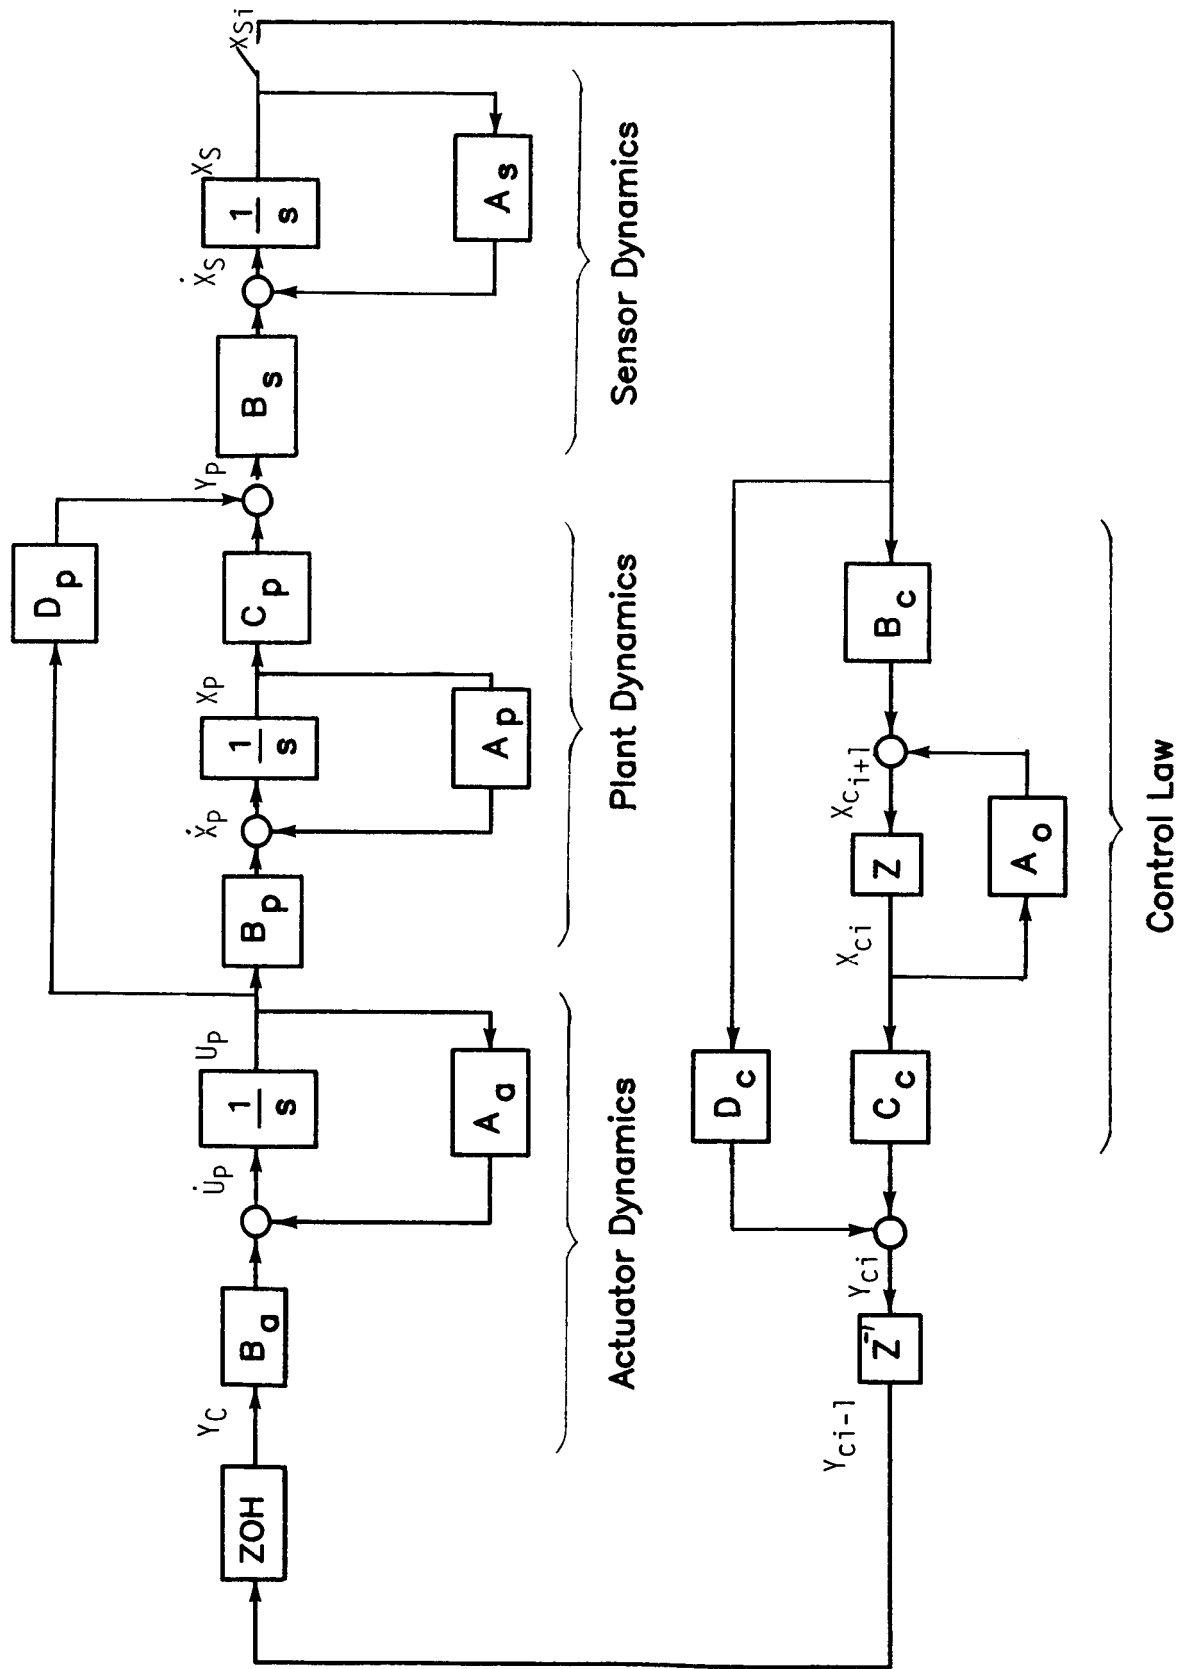 D_p
ZOH
Y_C
B_a
U̇_P
1/s
U_P
B_p
Ẋ_P
1/s
X_P
C_p
Y_P
B_s
Ẋ_S
1/s
X_S
X_Si
A_a
A_p
A_s
Actuator Dynamics
Plant Dynamics
Sensor Dynamics
D_c
Y_Ci-1
Z^-1
Y_Ci
C_c
X_Ci
Z
X_Ci+1
B_c
A_o
Control Law